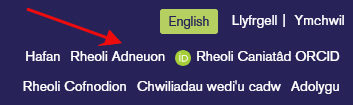 English Llyfrgell | Ymchwil
Hafan Rheoli Adneuon iD Rheoli Caniatâd ORCID
Rheoli Cofnodion Chwiliadau wedi'u cadw Adolygu